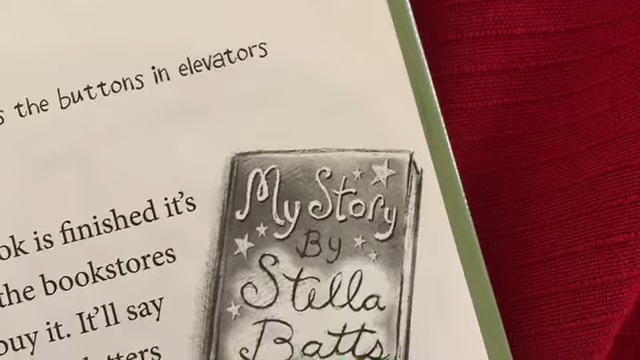 the buttons in elevators
ok is finished it's
the bookstores
buy it. It'll say
My Story
By
Stella
Batts